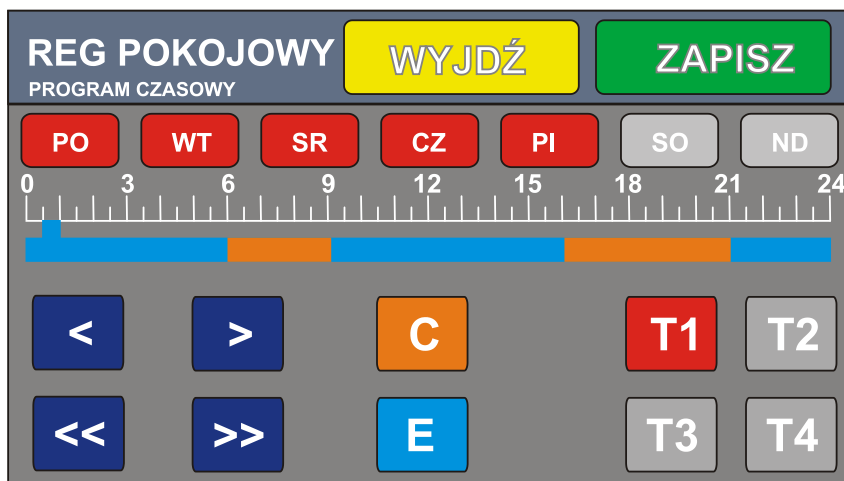 REG POKOJOWY WYJDŹ ZAPISZ
PROGRAM CZASOWY
PO WT SR CZ PI SO ND
0 3 6 9 12 15 18 21 24
< > C T1 T2
<< >> E T3 T4